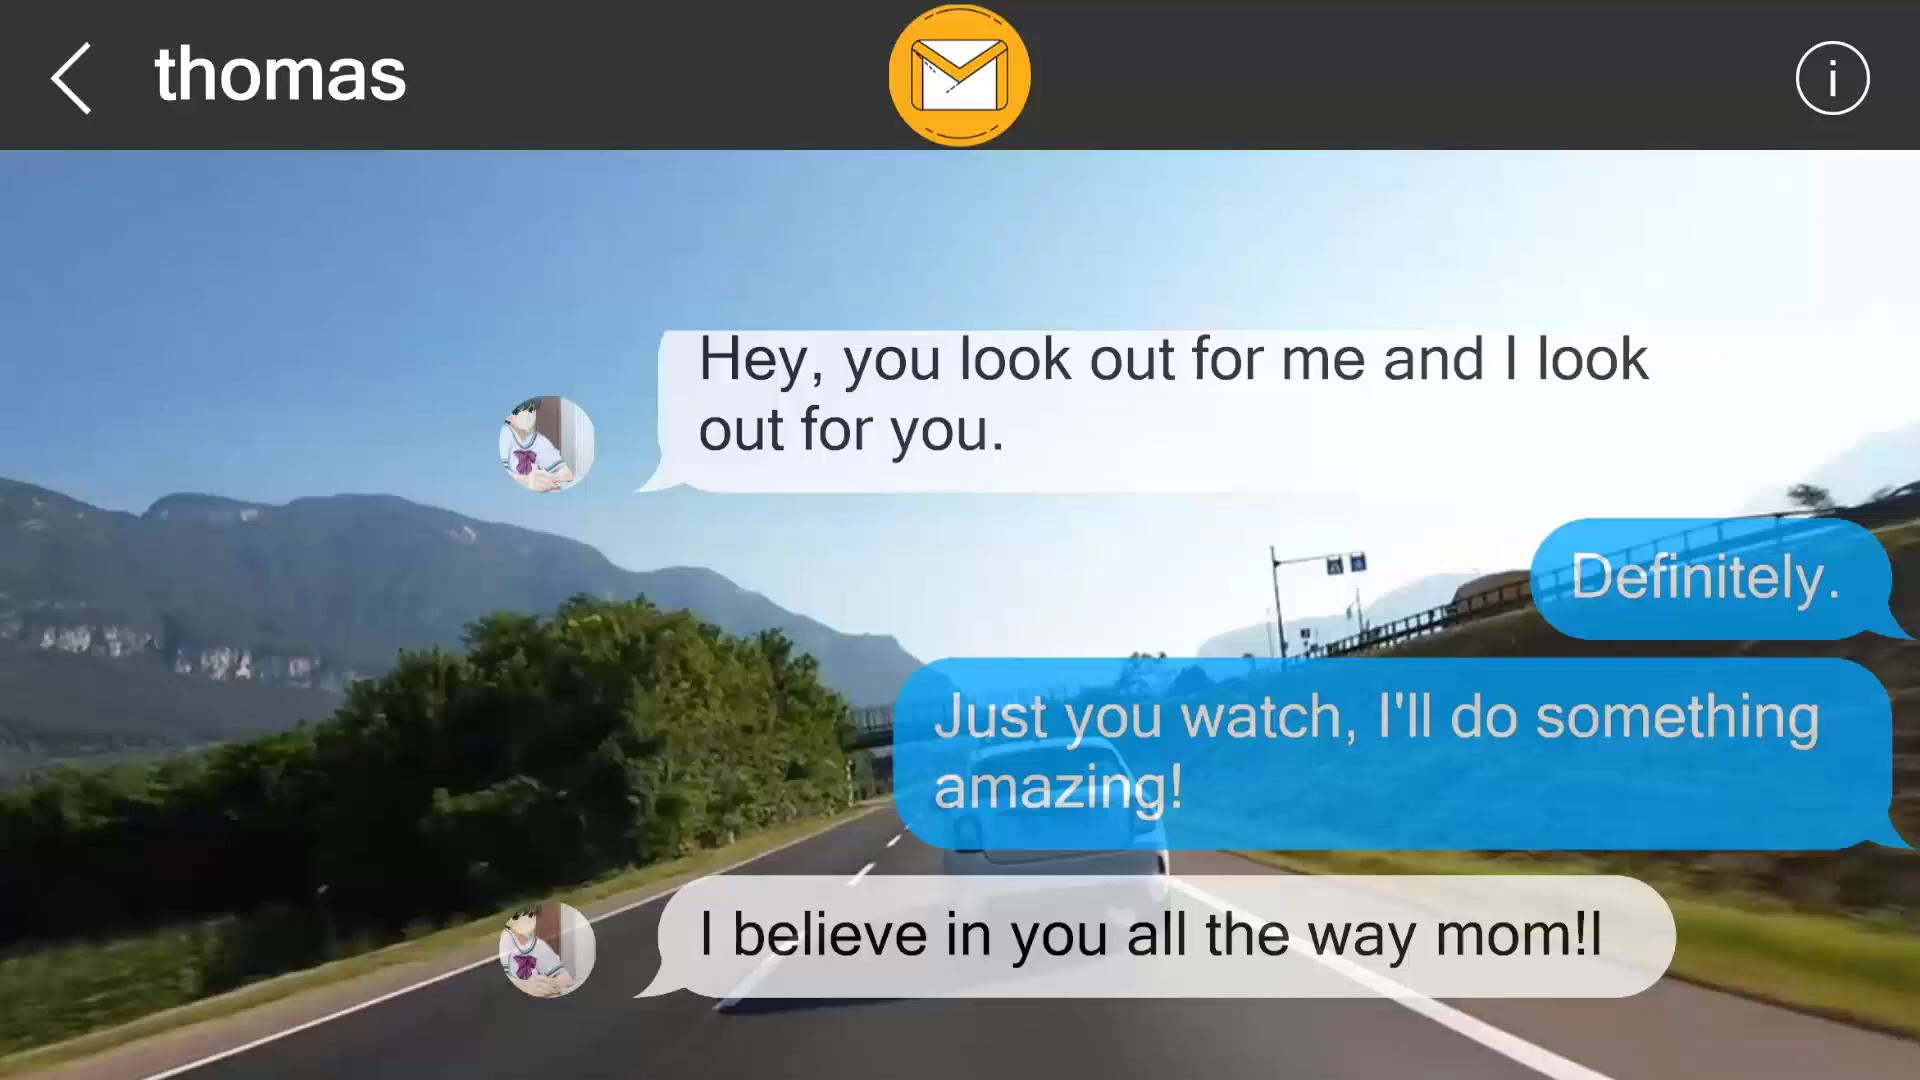 thomas
i
Hey, you look out for me and I look
out for you.
Definitely.
Just you watch, I'll do something
amazing!
I believe in you all the way mom!l